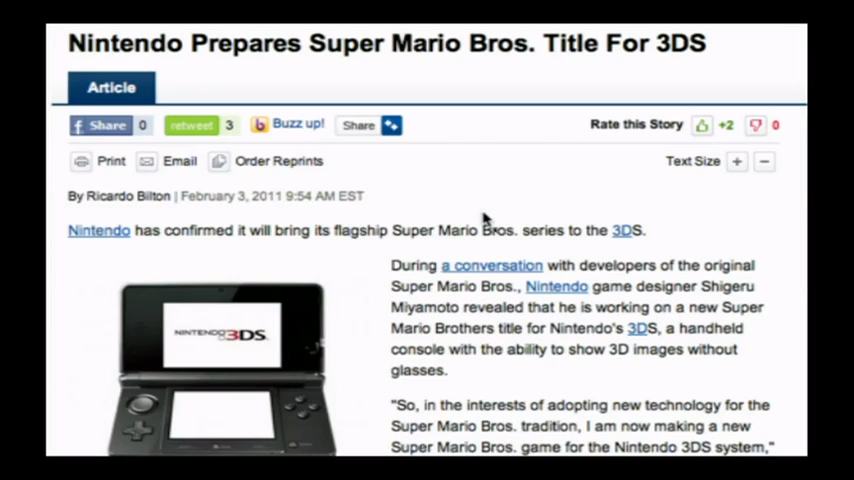 Nintendo Prepares Super Mario Bros. Title For 3DS
Article
f Share 0 retweet 3 Buzz up! Share Rate this Story +2 0
Print Email Order Reprints Text Size + −
By Ricardo Bilton | February 3, 2011 9:54 AM EST
Nintendo has confirmed it will bring its flagship Super Mario Bros. series to the 3DS.
During a conversation with developers of the original
Super Mario Bros., Nintendo game designer Shigeru
Miyamoto revealed that he is working on a new Super
Mario Brothers title for Nintendo's 3DS, a handheld
console with the ability to show 3D images without
glasses.
NINTENDO 3DS
"So, in the interests of adopting new technology for the
Super Mario Bros. tradition, I am now making a new
Super Mario Bros. game for the Nintendo 3DS system,"